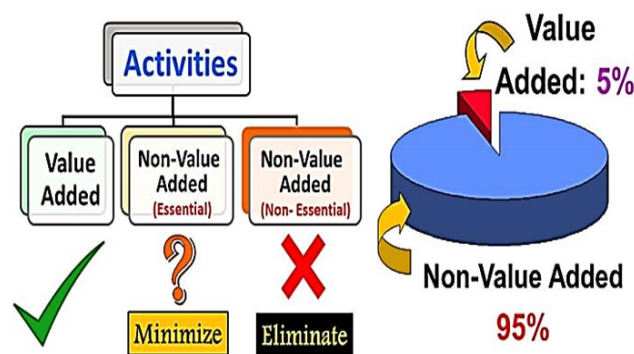 Activities
Value
Added
Non-Value
Added
(Essential)
Non-Value
Added
(Non- Essential)
Minimize
Eliminate
Value
Added: 5%
Non-Value Added
95%